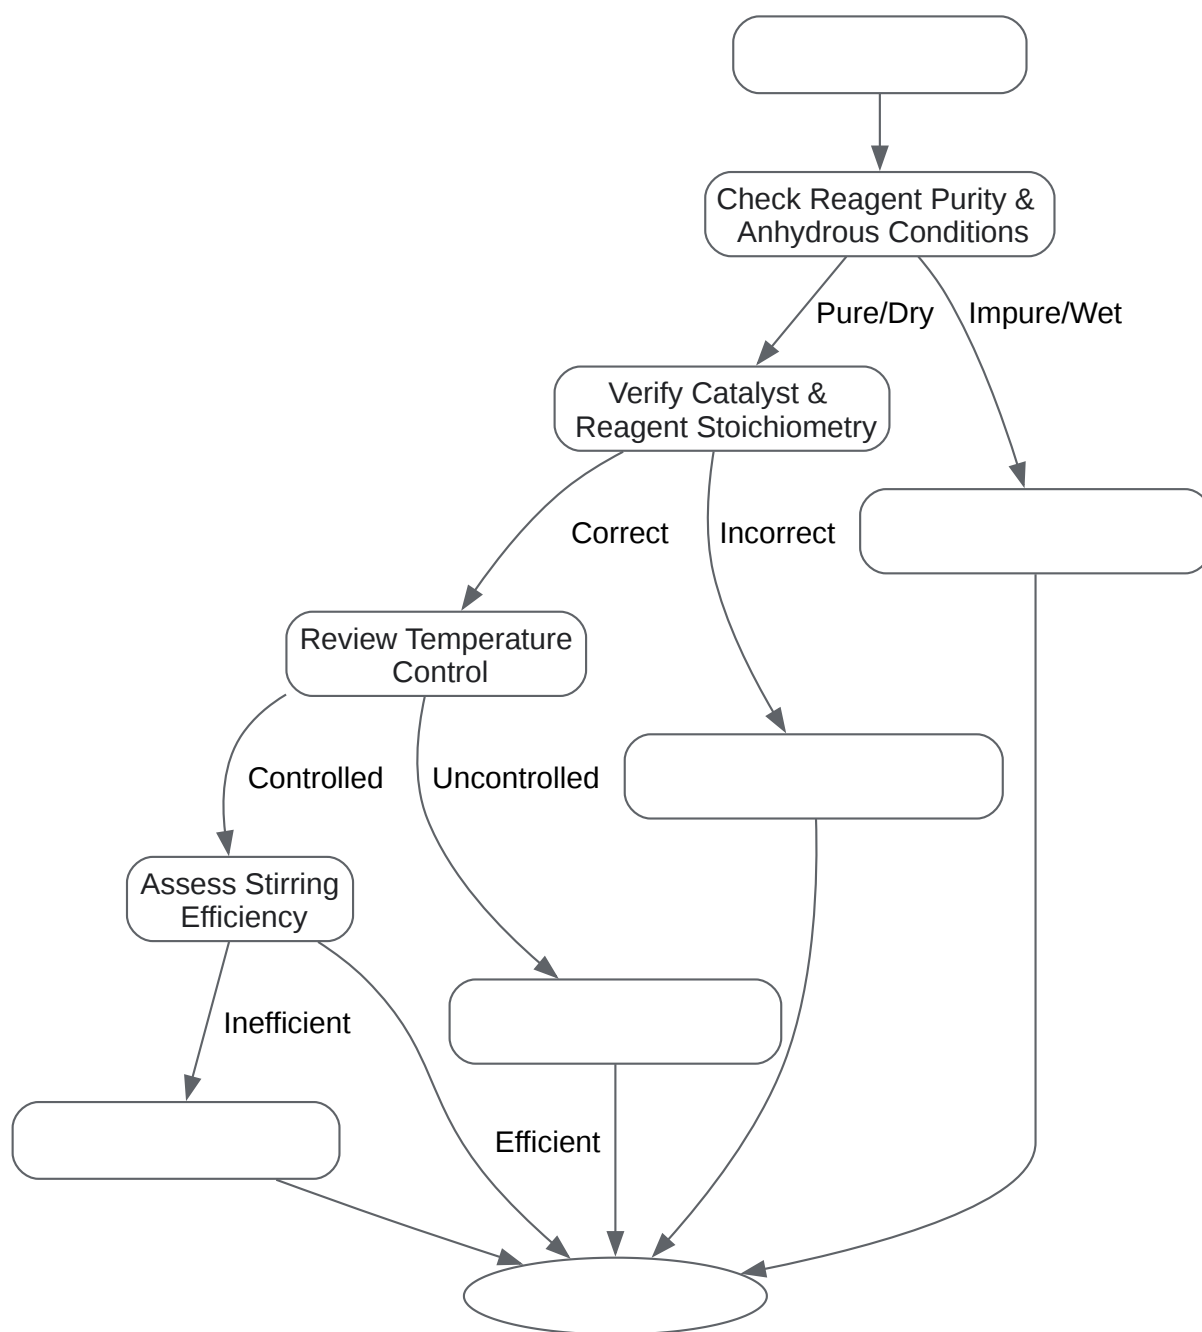 Check Reagent Purity &
Anhydrous Conditions
Pure/Dry
Impure/Wet
Verify Catalyst &
Reagent Stoichiometry
Correct
Incorrect
Review Temperature
Control
Controlled
Uncontrolled
Assess Stirring
Efficiency
Inefficient
Efficient